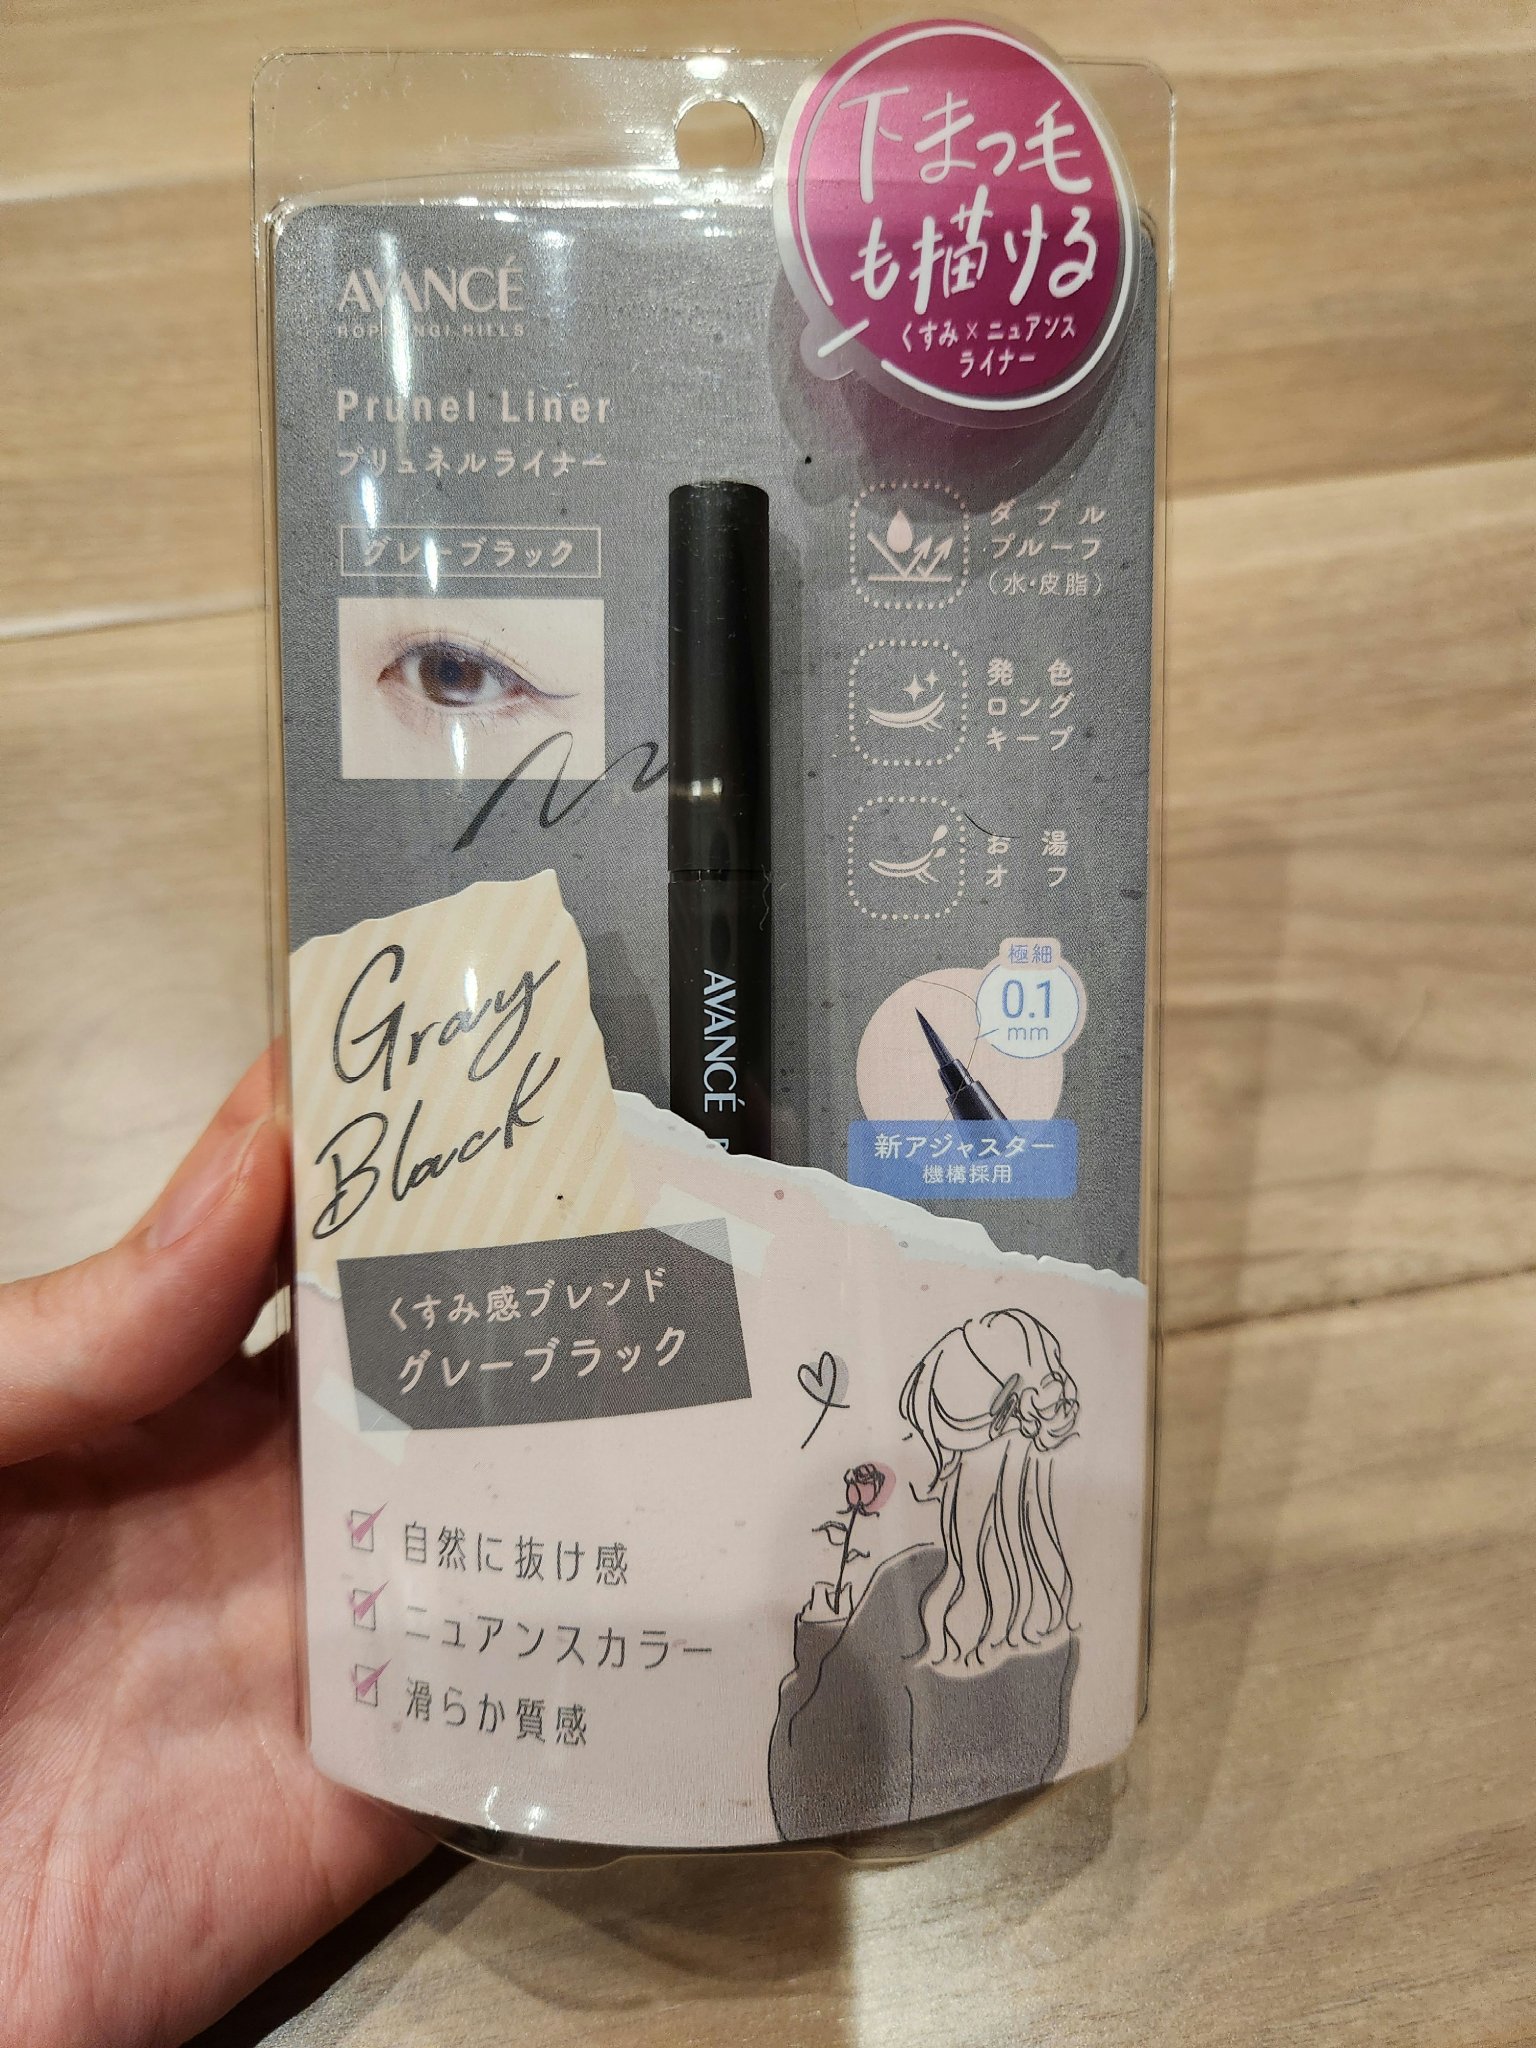 下まつ毛
も描ける
くすみ×ニュアンス
ライナー
AVANCÉ
ROPPONGI HILLS
Prunel Liner
プリュネルライナー
グレーブラック
ダブル
プルーフ
(水・皮脂)
発色
ロング
キープ
お湯
オフ
極細
0.1
mm
新アジャスター
機構採用
AVANCÉ
Gray
Black
くすみ感ブレンド
グレーブラック
自然に抜け感
ニュアンスカラー
滑らか質感